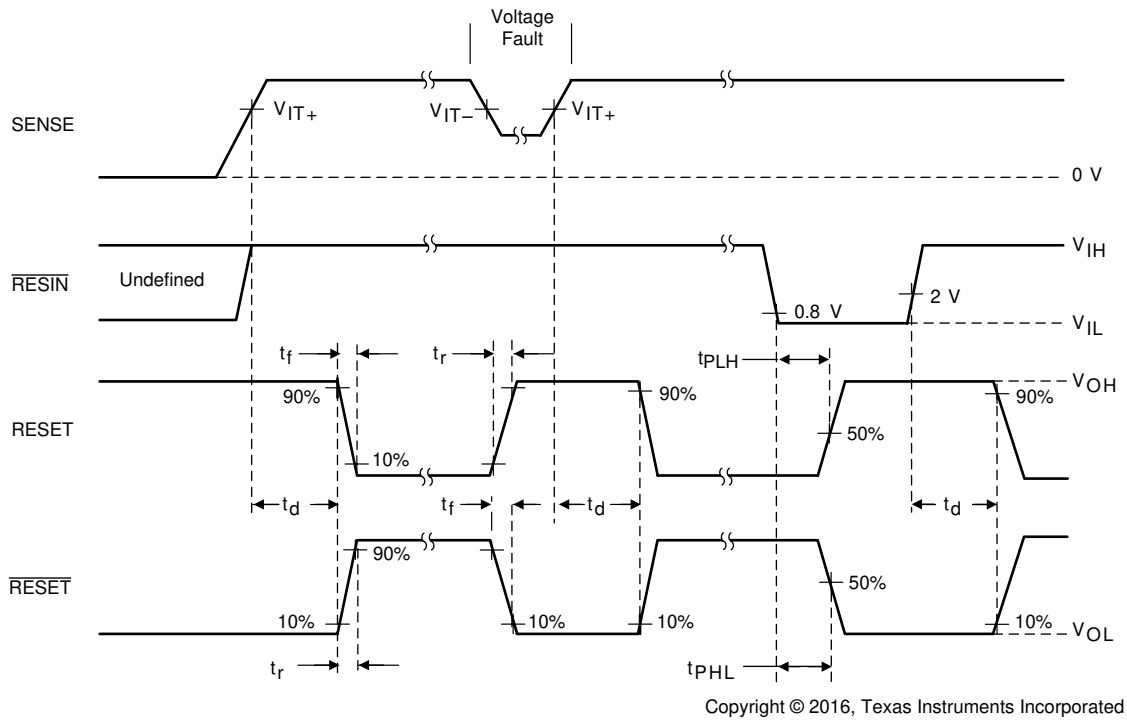 Voltage
Fault
SENSE
VIT+
VIT–
VIT+
0 V
RESIN
Undefined
VIH
0.8 V
2 V
VIL
tf
tr
tPLH
VOH
RESET
90%
10%
90%
50%
90%
td
tf
td
td
RESET
90%
10%
10%
10%
50%
10%
VOL
tr
tPHL
Copyright © 2016, Texas Instruments Incorporated